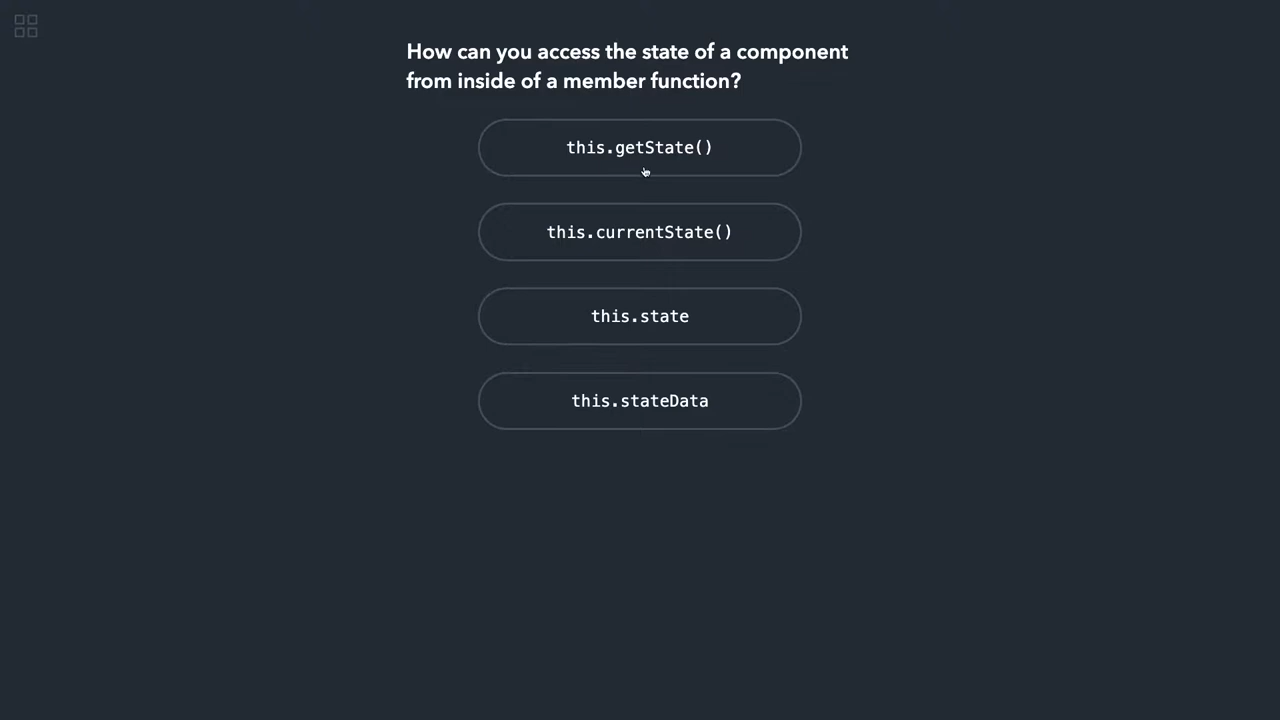 How can you access the state of a component
from inside of a member function?
this.getState()
this.currentState()
this.state
this.stateData